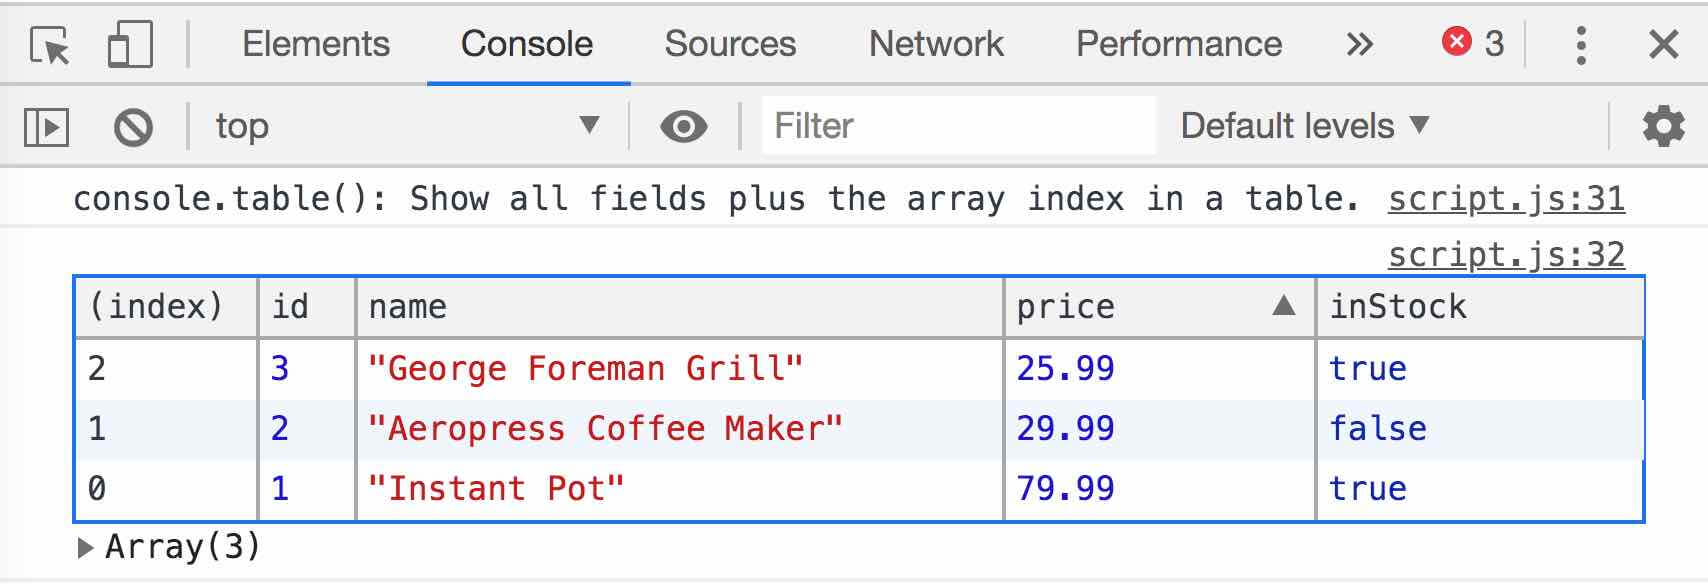 Elements Console Sources Network Performance » 3
top Filter Default levels
console.table(): Show all fields plus the array index in a table. script.js:31
script.js:32
(index) id name price inStock
2 3 "George Foreman Grill" 25.99 true
1 2 "Aeropress Coffee Maker" 29.99 false
0 1 "Instant Pot" 79.99 true
Array(3)